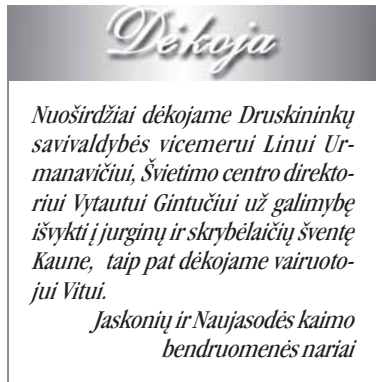 Dėkoja
Nuoširdžiai dėkojame Druskininkų
savivaldybės vicemerui Linui Ur-
manavičiui, Švietimo centro direkto-
riui Vytautui Gintučiui už galimybę
išvykti į jurginų ir skrybėlaičių šventę
Kaune, taip pat dėkojame vairuoto-
jui Vitui.
Jaskonių ir Naujasodės kaimo
bendruomenės nariai